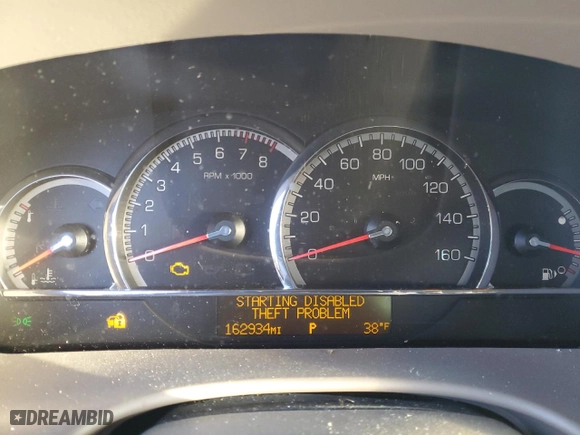 5 6 7 8
4
3
2
1
0
RPM x 1000
60 80 100
40
20
0
120
140
160
MPH
STARTING DISABLED
THEFT PROBLEM
162934MI P 38°F
DREAMBID